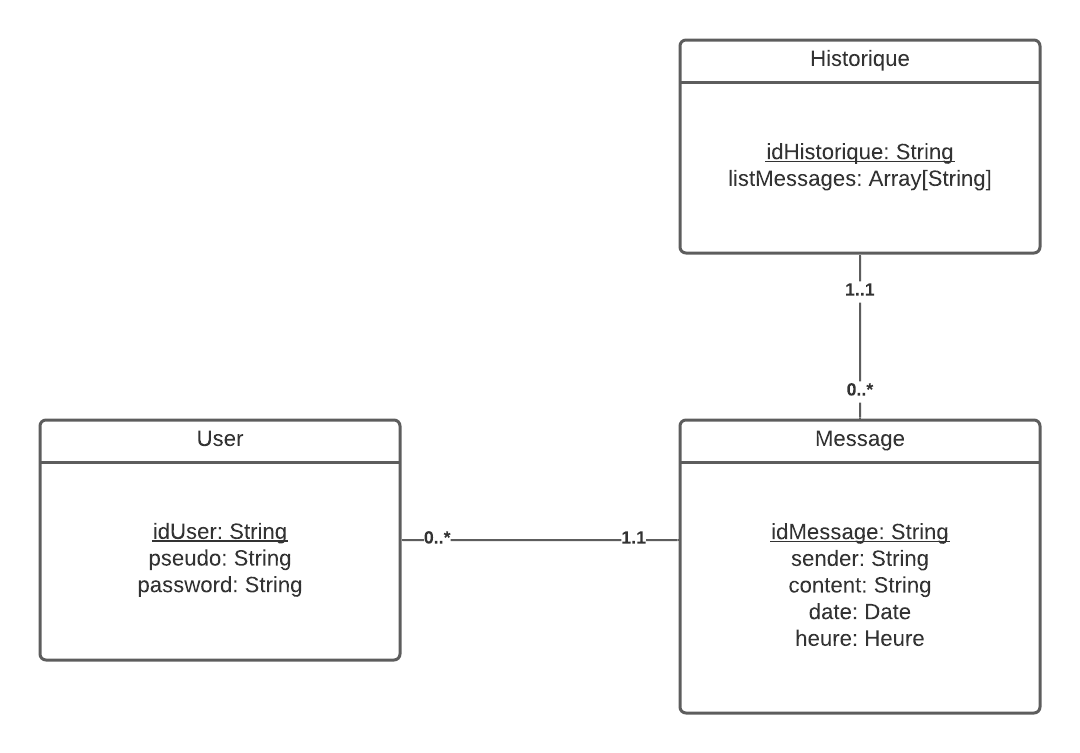 Historique
idHistorique: String
listMessages: Array[String]
1..1
0..*
User
idUser: String
pseudo: String
password: String
0..*
1.1
Message
idMessage: String
sender: String
content: String
date: Date
heure: Heure